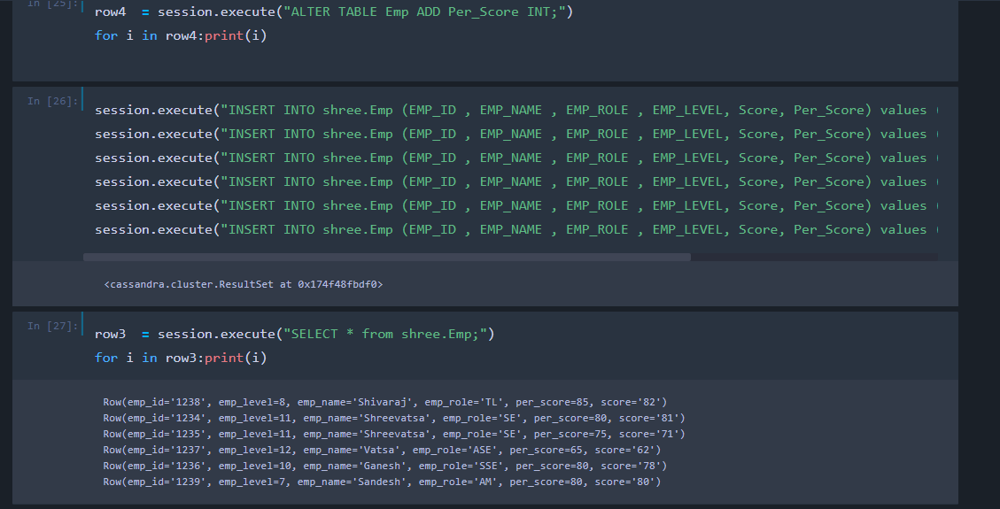 In [25]:
row4  = session.execute("ALTER TABLE Emp ADD Per_Score INT;")
for i in row4:print(i)
In [26]:
session.execute("INSERT INTO shree.Emp (EMP_ID , EMP_NAME , EMP_ROLE , EMP_LEVEL, Score, Per_Score) values (
session.execute("INSERT INTO shree.Emp (EMP_ID , EMP_NAME , EMP_ROLE , EMP_LEVEL, Score, Per_Score) values (
session.execute("INSERT INTO shree.Emp (EMP_ID , EMP_NAME , EMP_ROLE , EMP_LEVEL, Score, Per_Score) values (
session.execute("INSERT INTO shree.Emp (EMP_ID , EMP_NAME , EMP_ROLE , EMP_LEVEL, Score, Per_Score) values (
session.execute("INSERT INTO shree.Emp (EMP_ID , EMP_NAME , EMP_ROLE , EMP_LEVEL, Score, Per_Score) values (
session.execute("INSERT INTO shree.Emp (EMP_ID , EMP_NAME , EMP_ROLE , EMP_LEVEL, Score, Per_Score) values (
<cassandra.cluster.ResultSet at 0x174f48fbdf0>
In [27]:
row3  = session.execute("SELECT * from shree.Emp;")
for i in row3:print(i)
Row(emp_id='1238', emp_level=8, emp_name='Shivaraj', emp_role='TL', per_score=85, score='82')
Row(emp_id='1234', emp_level=11, emp_name='Shreevatsa', emp_role='SE', per_score=80, score='81')
Row(emp_id='1235', emp_level=11, emp_name='Shreevatsa', emp_role='SE', per_score=75, score='71')
Row(emp_id='1237', emp_level=12, emp_name='Vatsa', emp_role='ASE', per_score=65, score='62')
Row(emp_id='1236', emp_level=10, emp_name='Ganesh', emp_role='SSE', per_score=80, score='78')
Row(emp_id='1239', emp_level=7, emp_name='Sandesh', emp_role='AM', per_score=80, score='80')